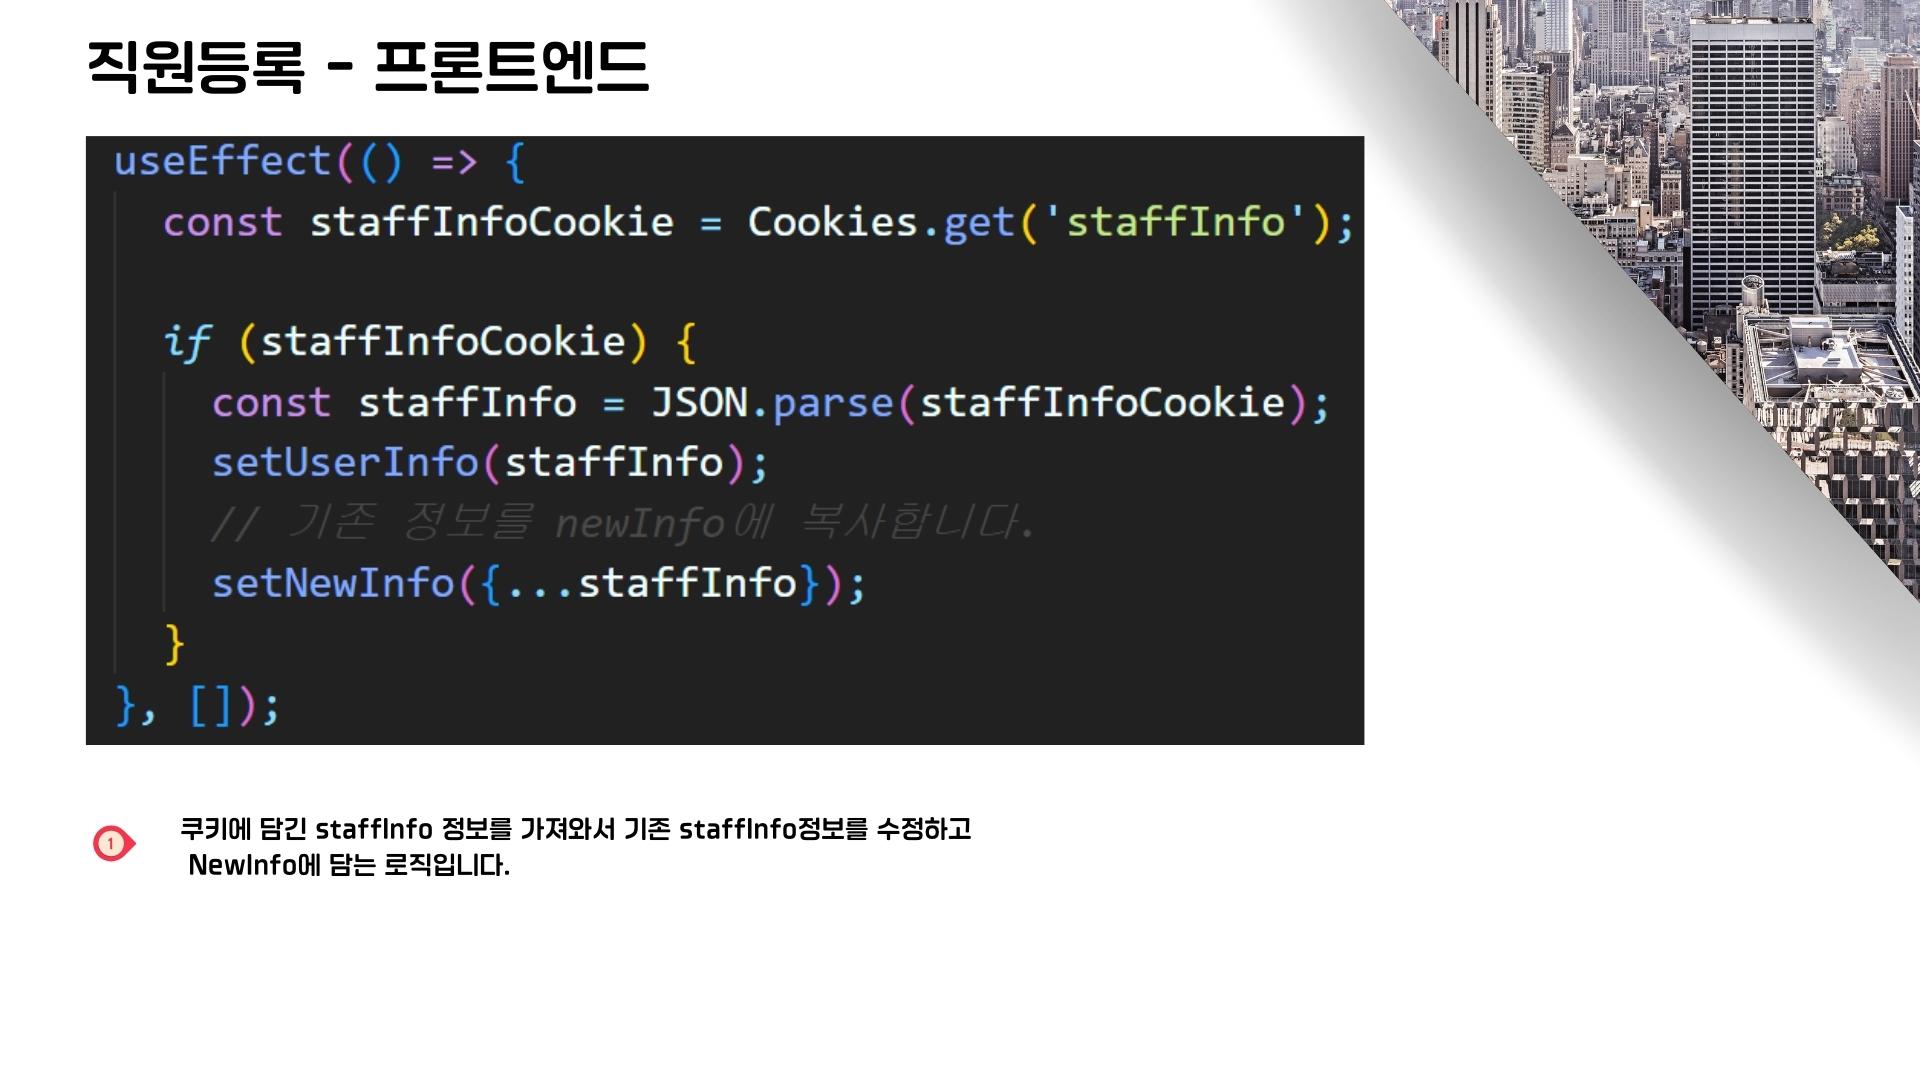 직원등록 - 프론트엔드
useEffect(() => {
const staffInfoCookie = Cookies.get('staffInfo');
if (staffInfoCookie) {
const staffInfo = JSON.parse(staffInfoCookie);
setUserInfo(staffInfo);
// 기존 정보를 newInfo에 복사합니다.
setNewInfo({...staffInfo});
}
}, []);
1
쿠키에 담긴 staffInfo 정보를 가져와서 기존 staffInfo정보를 수정하고
NewInfo에 담는 로직입니다.